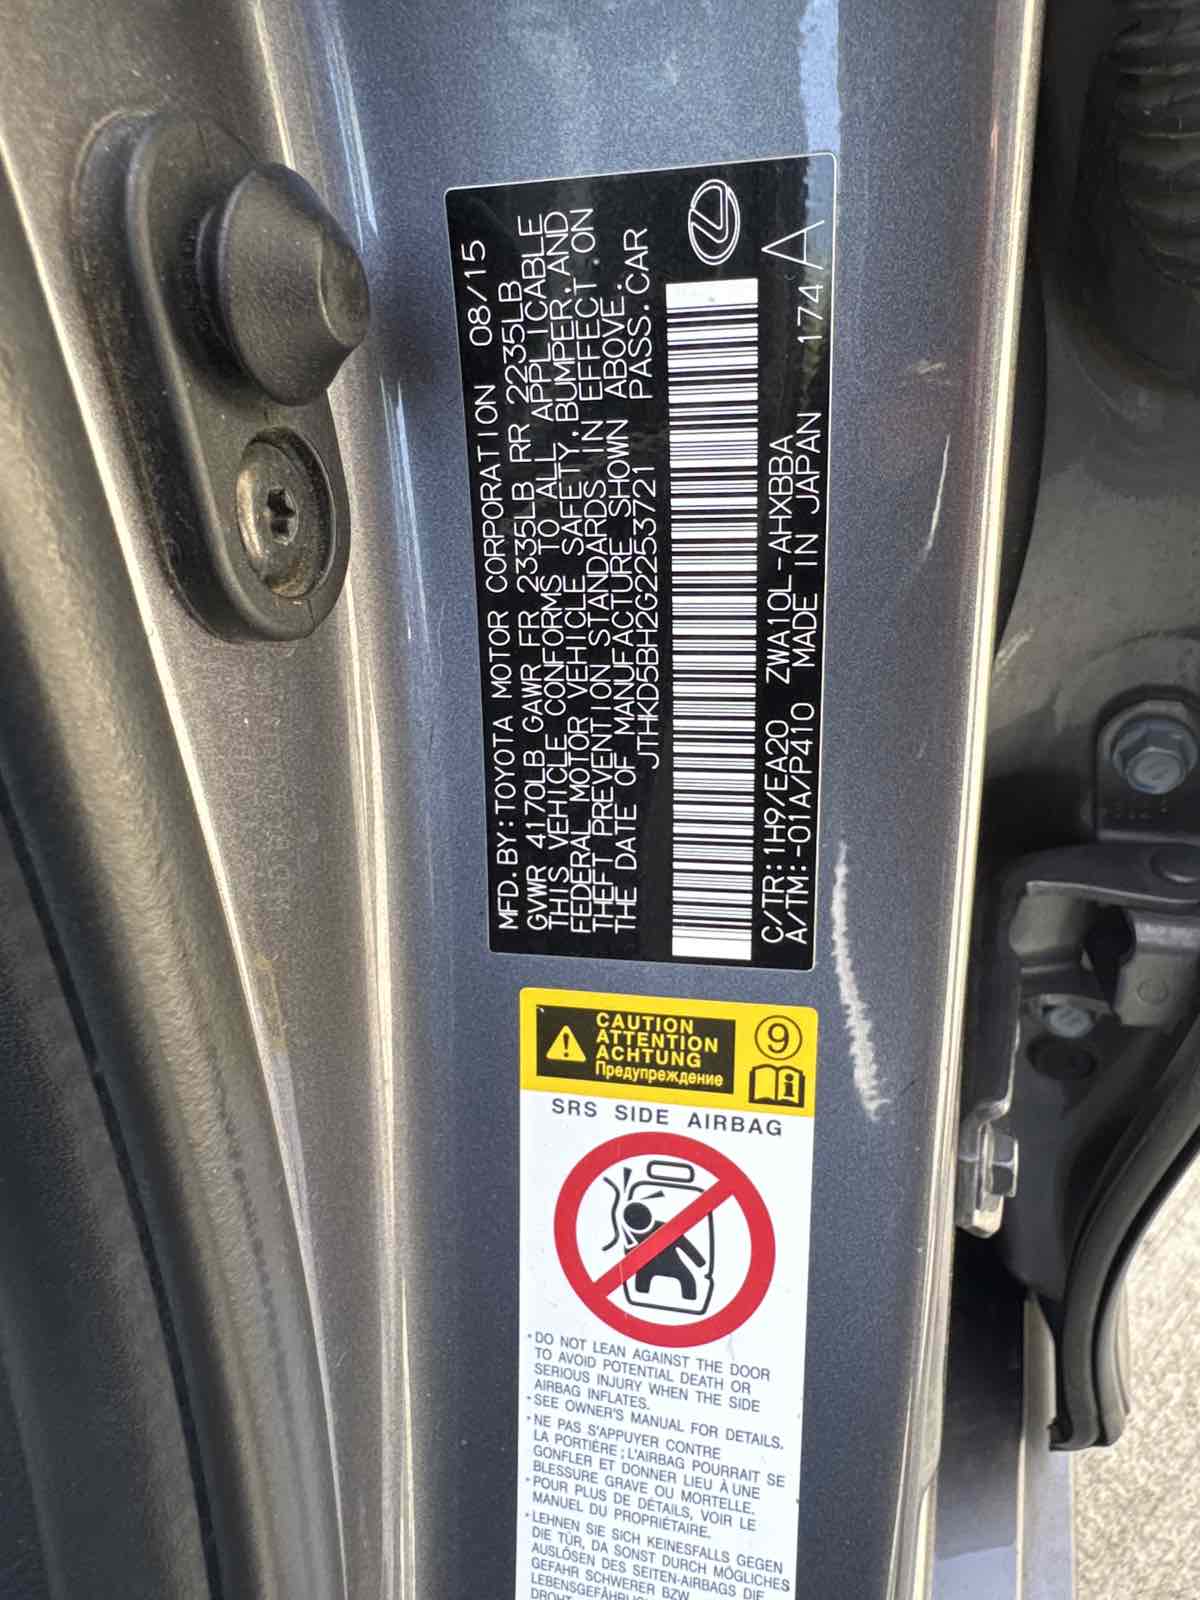 MFD.BY:TOYOTA MOTOR CORPORATION 08/15
GVWR 4170LB GAWR FR 2335LB RR 2235LB
THIS VEHICLE CONFORMS TO ALL APPLICABLE
FEDERAL MOTOR VEHICLE SAFETY,BUMPER,AND
THEFT PREVENTION STANDARDS IN EFFECT ON
THE DATE OF MANUFACTURE SHOWN ABOVE.
JTHKD5BH2G2253721 PASS.CAR
C/TR:1H9/EA20 ZWA10L-AHXBBA 174A
A/TM:-01A/P410 MADE IN JAPAN
CAUTION
ATTENTION
ACHTUNG
Предупреждение
9
i
SRS SIDE AIRBAG
•DO NOT LEAN AGAINST THE DOOR
TO AVOID POTENTIAL DEATH OR
SERIOUS INJURY WHEN THE SIDE
AIRBAG INFLATES.
•SEE OWNER'S MANUAL FOR DETAILS.
•NE PAS S'APPUYER CONTRE
LA PORTIÈRE ; L'AIRBAG POURRAIT SE
GONFLER ET DONNER LIEU À UNE
BLESSURE GRAVE OU MORTELLE.
•POUR PLUS DE DÉTAILS, VOIR LE
MANUEL DU PROPRIÉTAIRE.
•LEHNEN SIE SICH KEINESFALLS GEGEN
DIE TÜR, DA SONST DURCH MÖGLICHES
AUSLÖSEN DES SEITEN-AIRBAGS DIE
GEFAHR SCHWERER BZW.